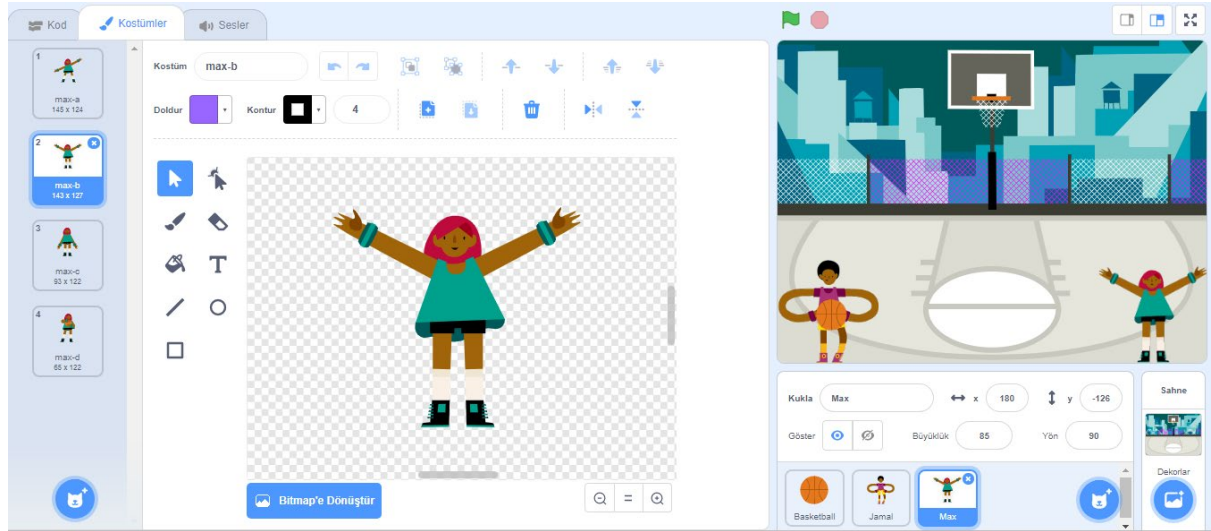 Kod
Kostümler
Sesler
1
max-a
145 x 124
2
max-b
143 x 127
3
max-c
93 x 122
4
max-d
65 x 122
Kostüm max-b
Doldur Kontur 4
T
Bitmap'e Dönüştür
Kukla Max x 180 y -126
Göster Büyüklük 85 Yön 90
Basketball
Jamal
Max
Sahne
Dekorlar